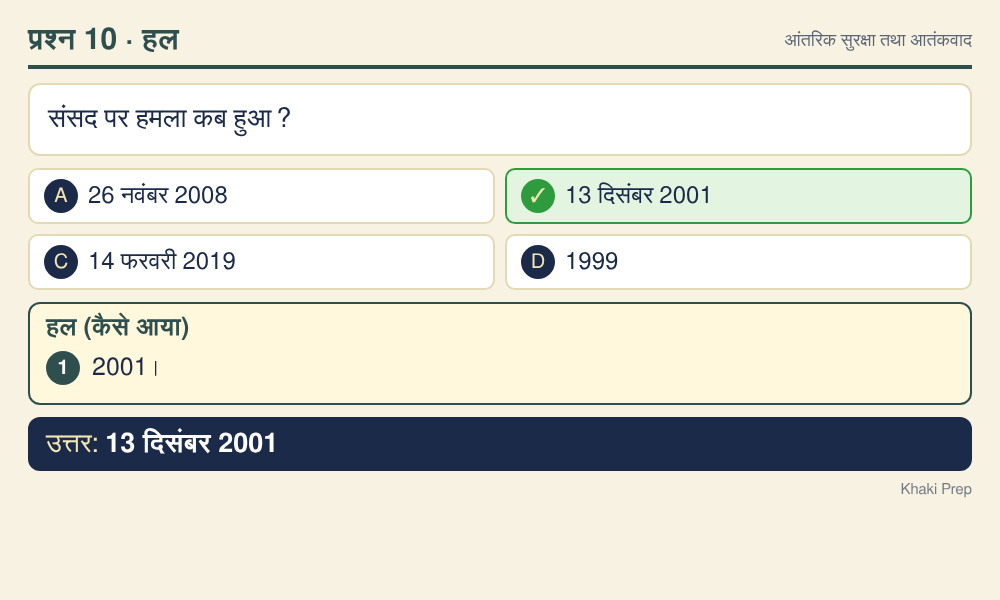 प्रश्न 10 · हल
आंतरिक सुरक्षा तथा आतंकवाद
संसद पर हमला कब हुआ ?
A 26 नवंबर 2008
✓ 13 दिसंबर 2001
C 14 फरवरी 2019
D 1999
हल (कैसे आया)
1 2001।
उत्तर: 13 दिसंबर 2001
Khaki Prep